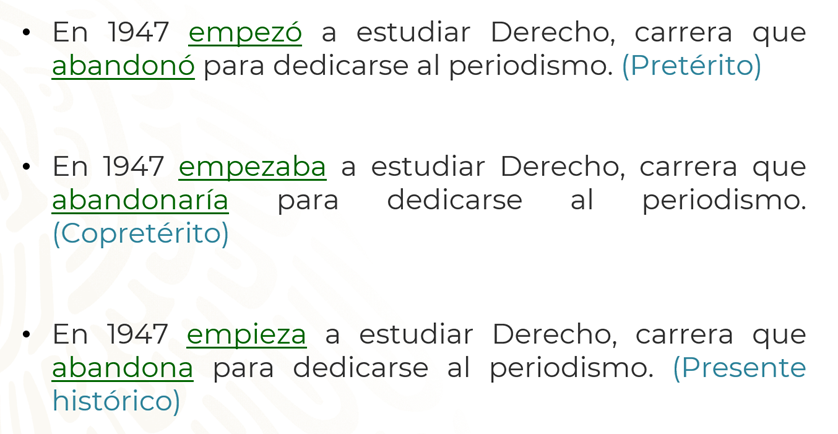 • En 1947 empezó a estudiar Derecho, carrera que
abandonó para dedicarse al periodismo. (Pretérito)
• En 1947 empezaba a estudiar Derecho, carrera que
abandonaría para dedicarse al periodismo.
(Copretérito)
• En 1947 empieza a estudiar Derecho, carrera que
abandona para dedicarse al periodismo. (Presente
histórico)